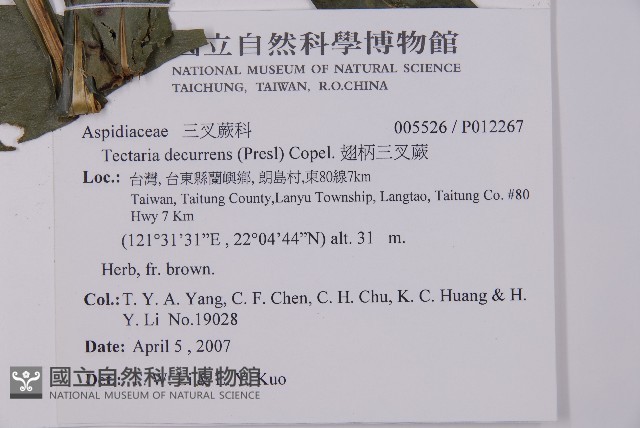 國立自然科學博物館
NATIONAL MUSEUM OF NATURAL SCIENCE
TAICHUNG, TAIWAN, R.O.CHINA
Aspidiaceae 三叉蕨科 005526 / P012267
Tectaria decurrens (Presl) Copel. 翅柄三叉蕨
Loc.: 台灣, 台東縣蘭嶼鄉, 朗島村,東80線7km
Taiwan, Taitung County,Lanyu Township, Langtao, Taitung Co. #80
Hwy 7 Km
(121°31'31”E , 22°04'44”N) alt. 31 m.
Herb, fr. brown.
Col.: T. Y. A. Yang, C. F. Chen, C. H. Chu, K. C. Huang & H.
Y. Li No.19028
Date: April 5 , 2007
Kuo
國立自然科學博物館
NATIONAL MUSEUM OF NATURAL SCIENCE